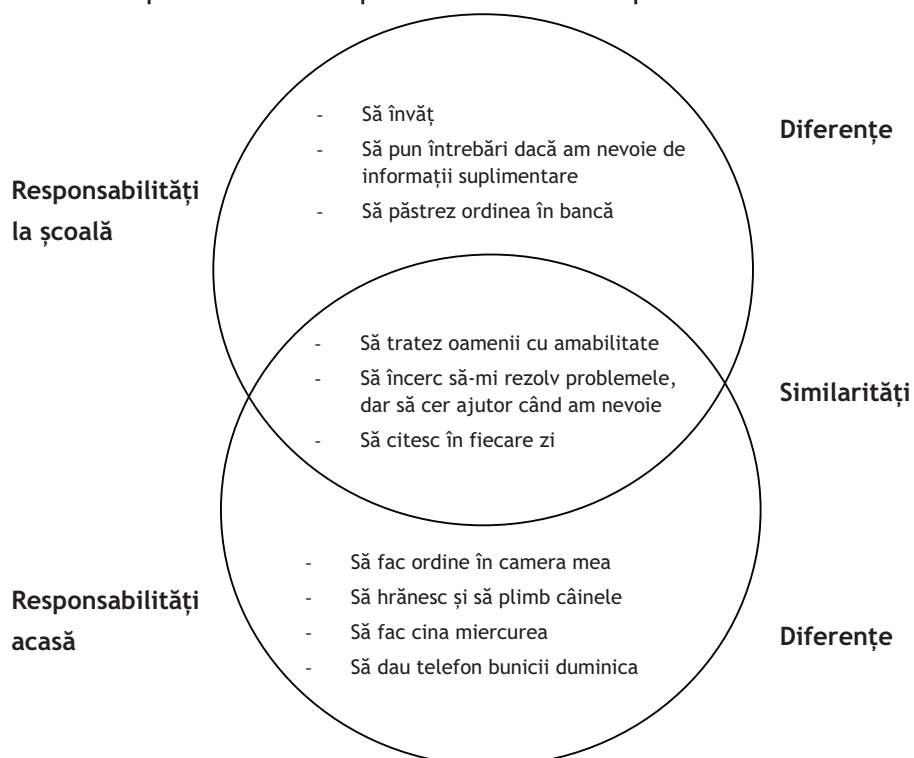 - Să învăț
Diferențe
- Să pun întrebări dacă am nevoie de
informații suplimentare
Responsabilități
la școală
- Să păstrez ordinea în bancă
- Să tratez oamenii cu amabilitate
- Să încerc să-mi rezolv problemele,
dar să cer ajutor când am nevoie
Similarități
- Să citesc în fiecare zi
- Să fac ordine în camera mea
- Să hrănesc și să plimb câinele
Responsabilități
acasă
- Să fac cina miercurea
Diferențe
- Să dau telefon bunicii duminica